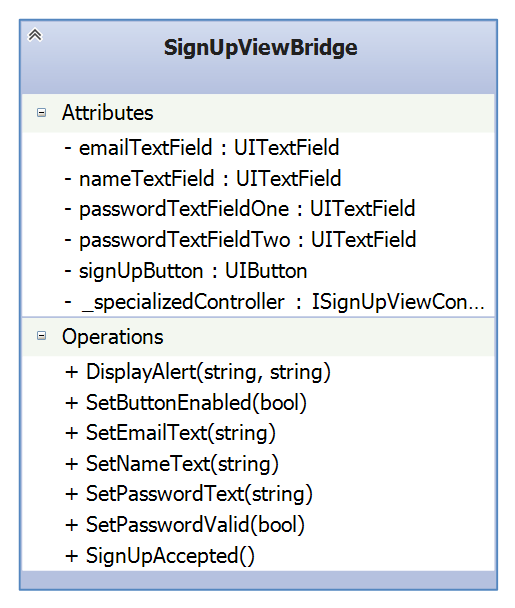 SignUpViewBridge
Attributes
- emailTextField : UITextField
- nameTextField : UITextField
- passwordTextFieldOne : UITextField
- passwordTextFieldTwo : UITextField
- signUpButton : UIButton
- _specializedController : ISignUpViewCon...
Operations
+ DisplayAlert(string, string)
+ SetButtonEnabled(bool)
+ SetEmailText(string)
+ SetNameText(string)
+ SetPasswordText(string)
+ SetPasswordValid(bool)
+ SignUpAccepted()